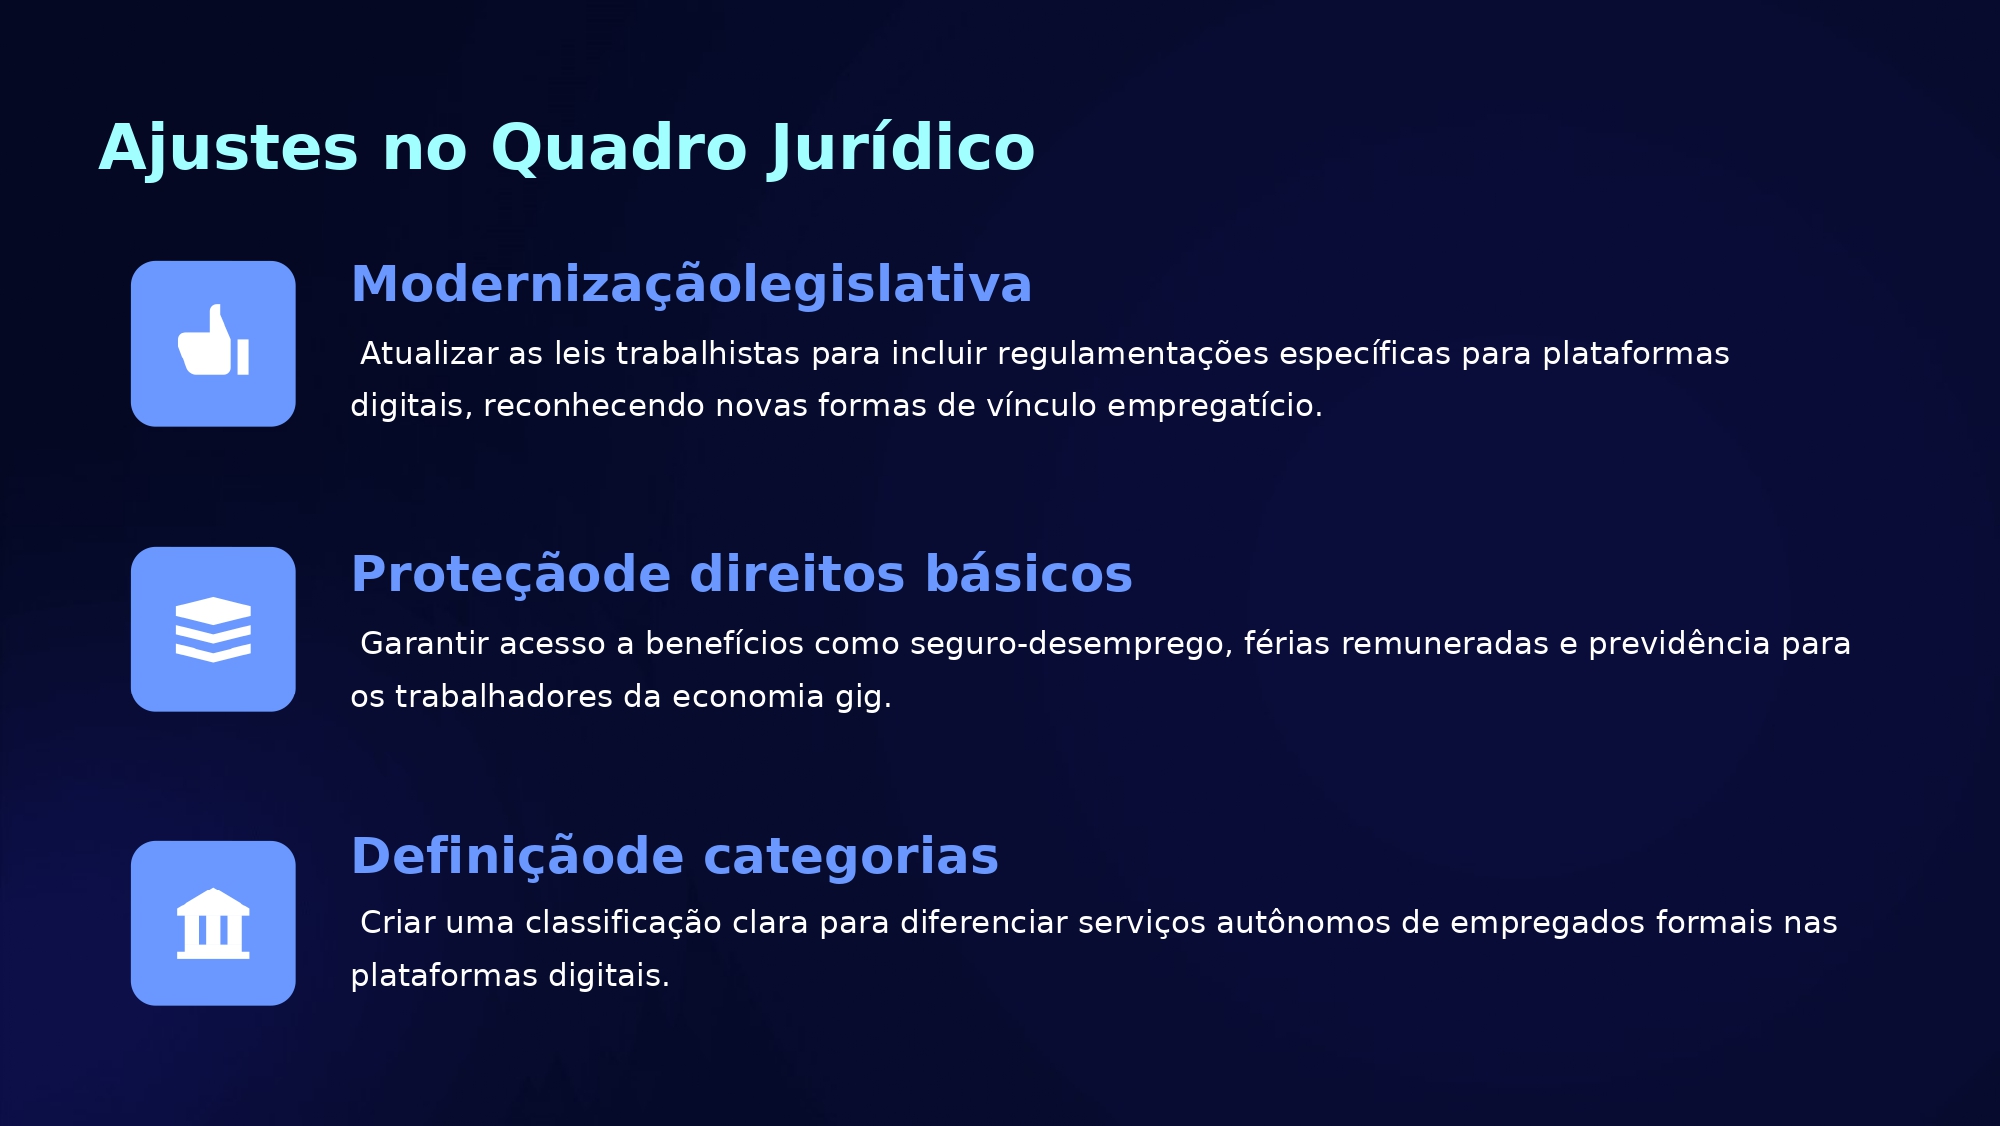 Ajustes no Quadro Jurídico
Modernizaçãolegislativa
Atualizar as leis trabalhistas para incluir regulamentações específicas para plataformas
digitais, reconhecendo novas formas de vínculo empregatício.
Proteçãode direitos básicos
Garantir acesso a benefícios como seguro-desemprego, férias remuneradas e previdência para
os trabalhadores da economia gig.
Definiçãode categorias
Criar uma classificação clara para diferenciar serviços autônomos de empregados formais nas
plataformas digitais.